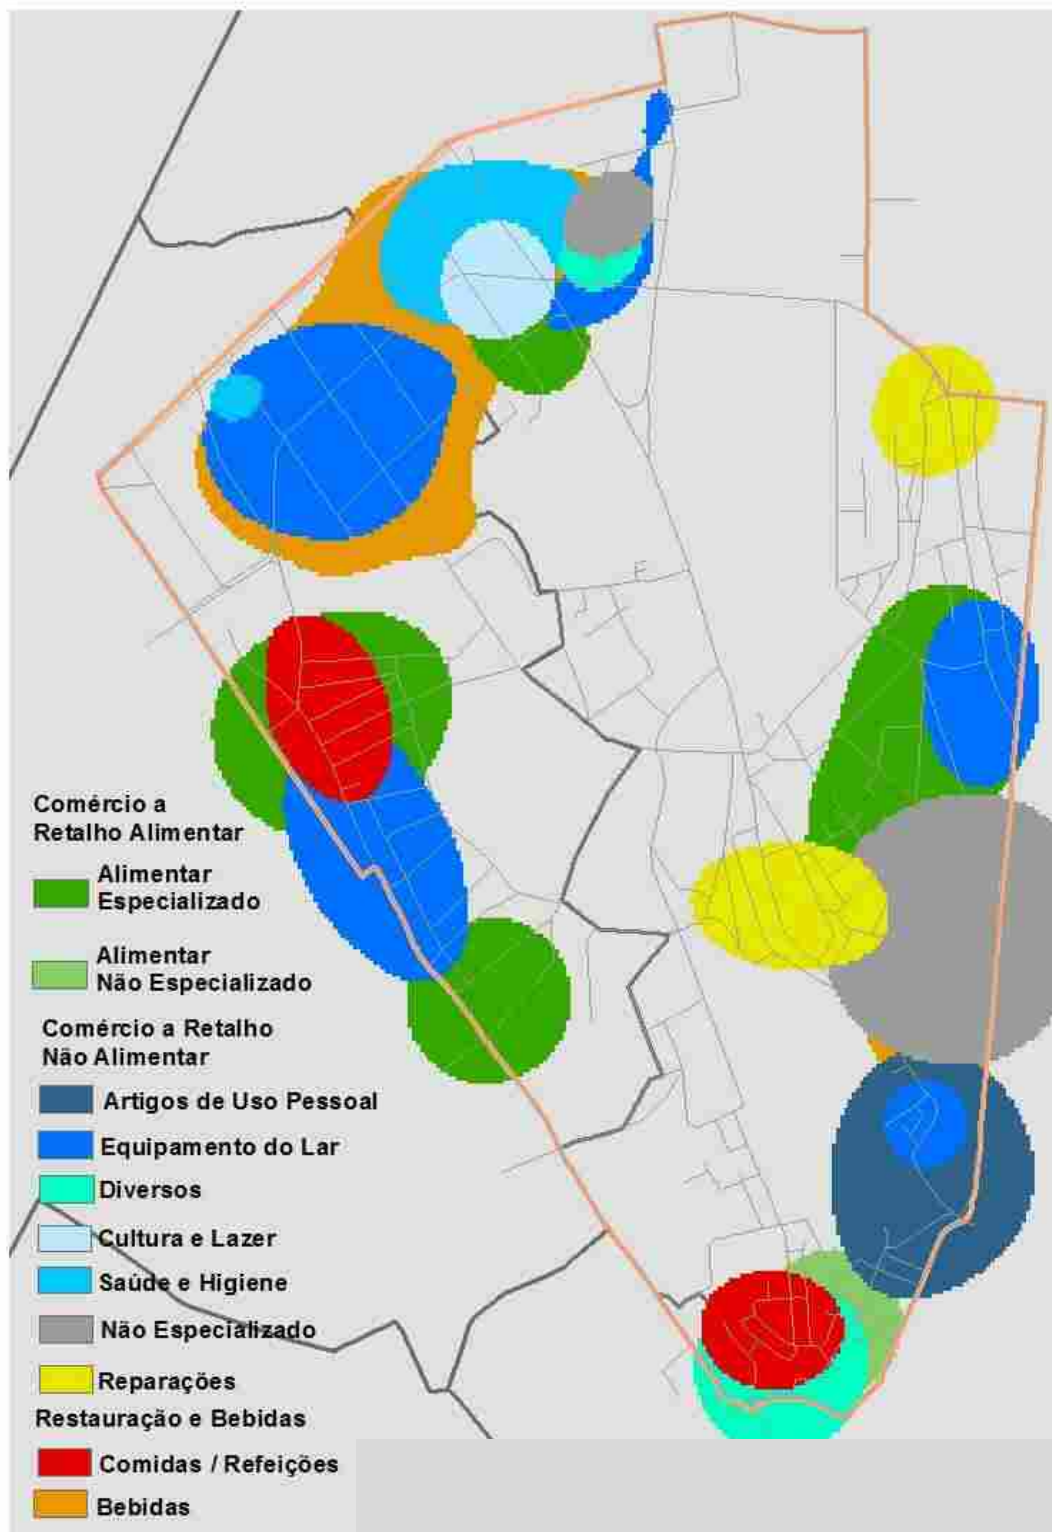 Comércio a
Retalho Alimentar
Alimentar
Especializado
Alimentar
Não Especializado
Comércio a Retalho
Não Alimentar
Artigos de Uso Pessoal
Equipamento do Lar
Diversos
Cultura e Lazer
Saúde e Higiene
Não Especializado
Reparações
Restauração e Bebidas
Comidas / Refeições
Bebidas